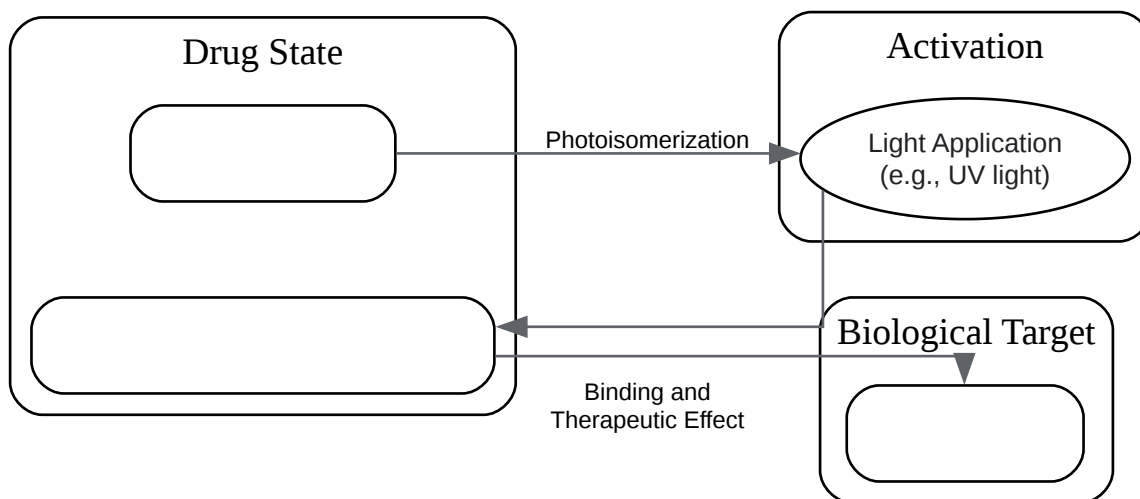 Drug State
Activation
Photoisomerization
Light Application
(e.g., UV light)
Biological Target
Binding and
Therapeutic Effect